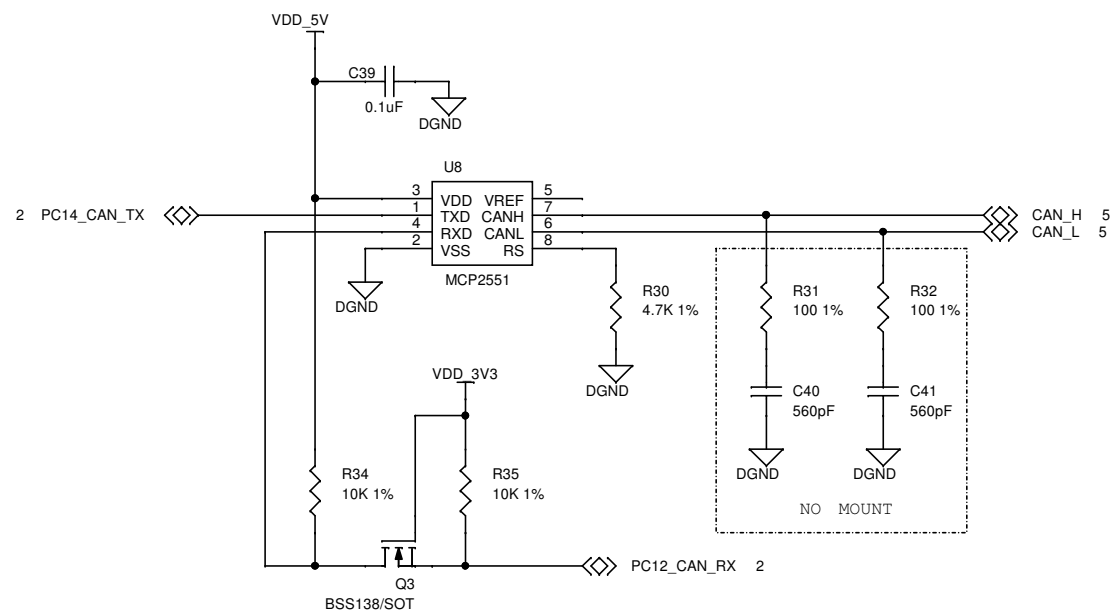 VDD_5V
C39
0.1uF
DGND
U8
3 VDD VREF 5
2 PC14_CAN_TX 1 TXD CANH 7 CAN_H 5
4 RXD CANL 6 CAN_L 5
2 VSS RS 8
MCP2551
DGND
R30
4.7K 1%
DGND
R31
100 1%
R32
100 1%
C40
560pF
C41
560pF
DGND
DGND
NO MOUNT
VDD_3V3
R34
10K 1%
R35
10K 1%
Q3
BSS138/SOT
PC12_CAN_RX 2